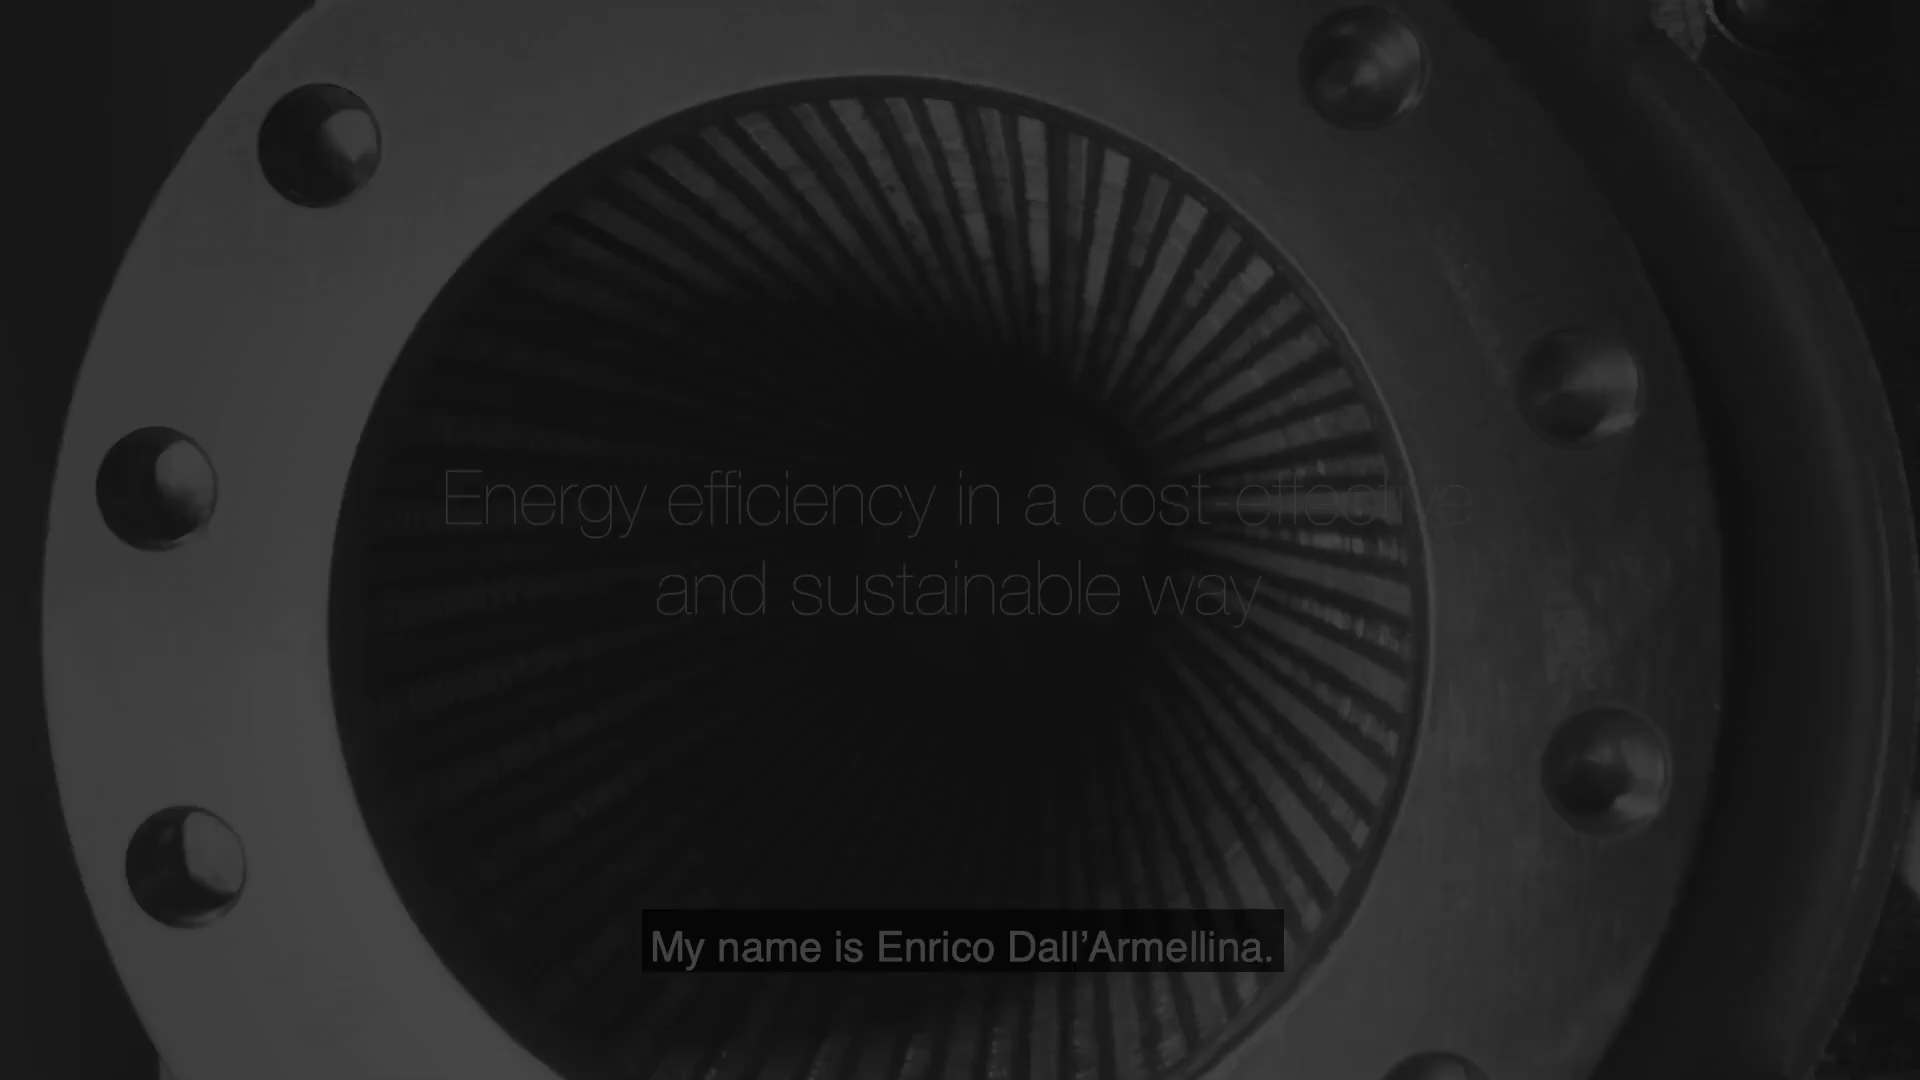 Energy efficiency in a cost effective
and sustainable way
My name is Enrico Dall’Armellina.